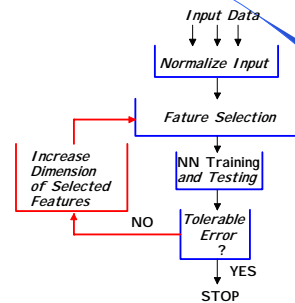 Input Data
Normalize Input
Fature Selection
Increase
Dimension
of Selected
Features
NN Training
and Testing
NO
Tolerable
Error
?
YES
STOP